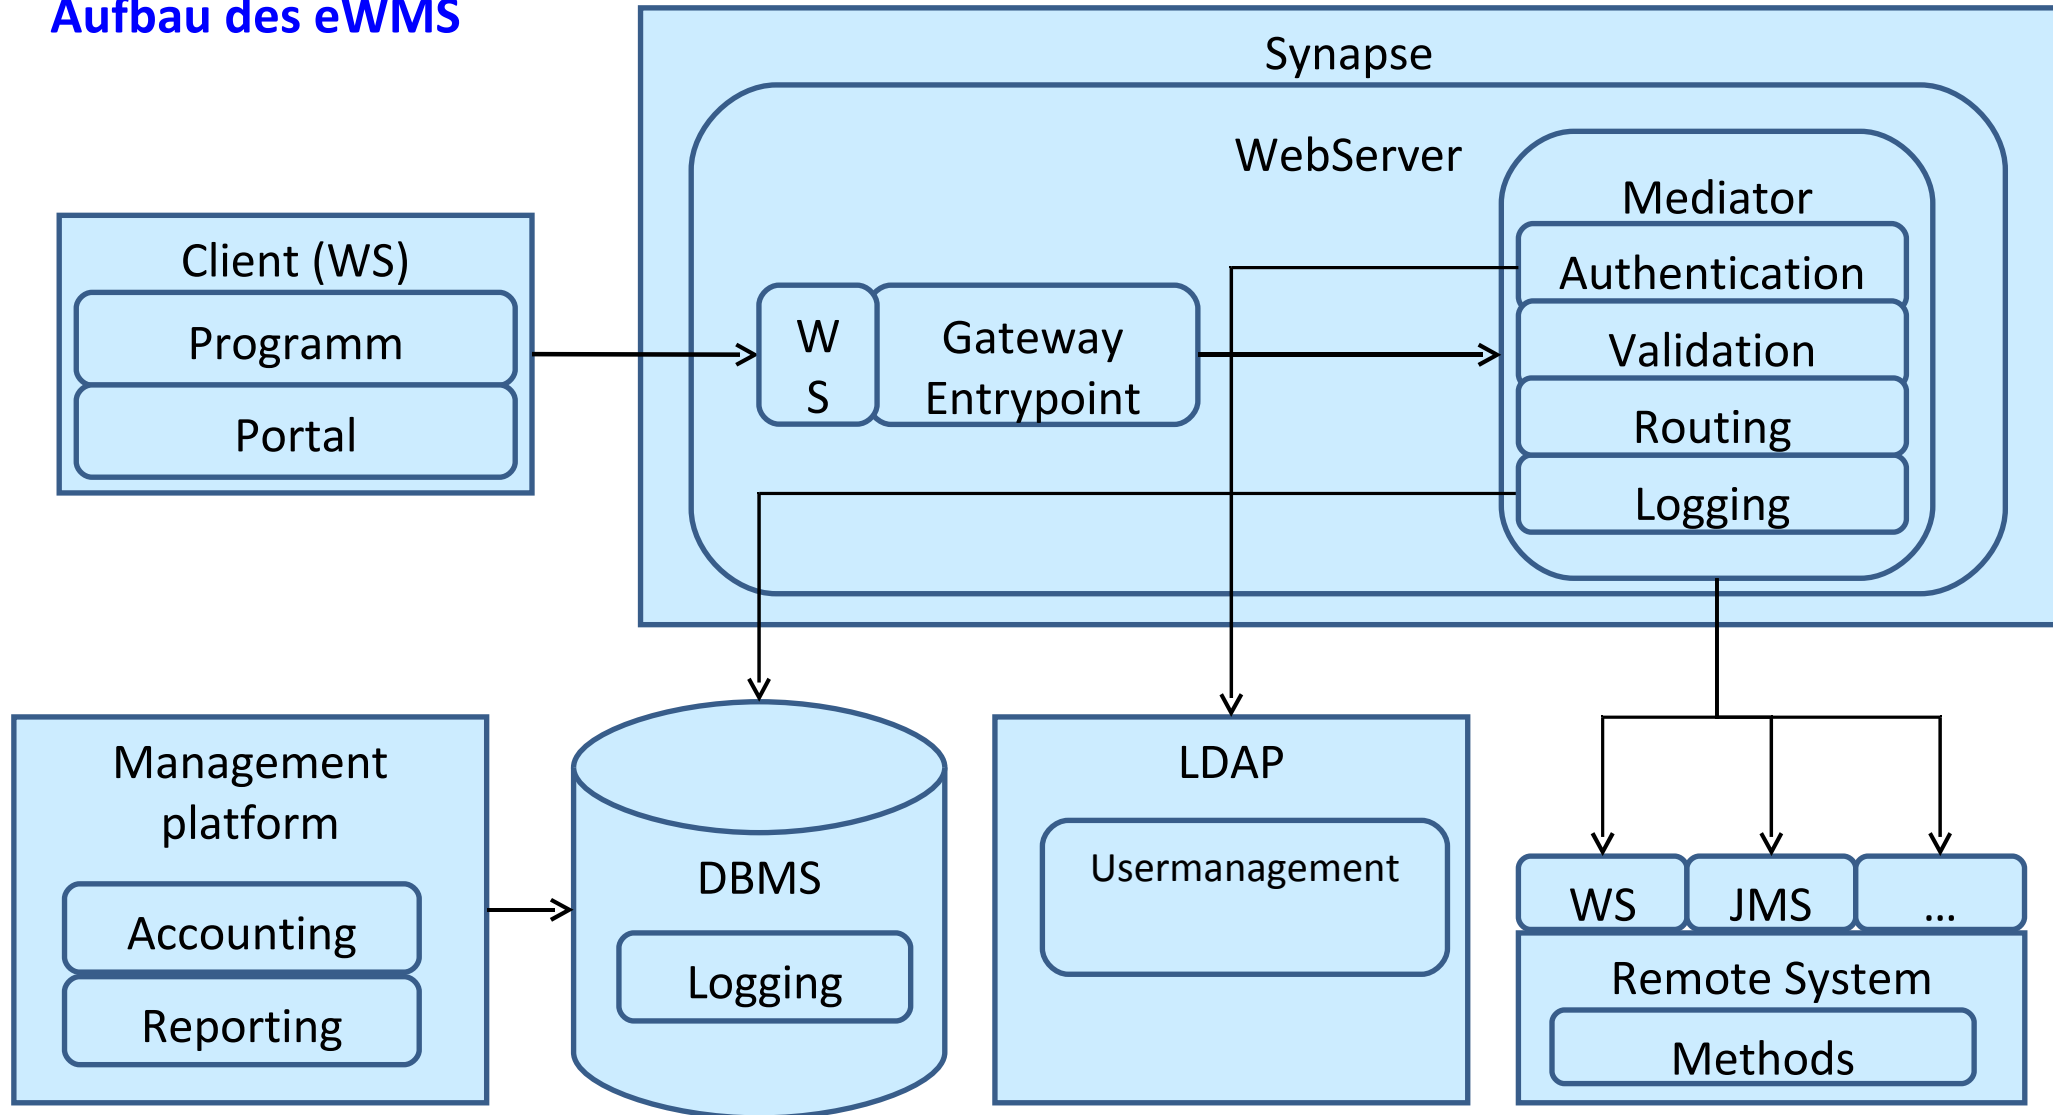 Aufbau des eWMS
Synapse
WebServer
Mediator
Authentication
Validation
Routing
Logging
Client (WS)
Programm
Portal
W
S
Gateway
Entrypoint
Management
platform
Accounting
Reporting
DBMS
Logging
LDAP
Usermanagement
WS
JMS
...
Remote System
Methods